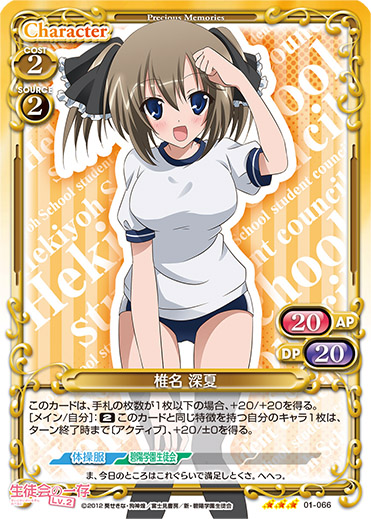 Precious Memories
Character
COST
2
SOURCE
2
Hekiyoh School student council
20 AP
DP 20
椎名 深夏
このカードは、手札の枚数が1枚以下の場合、+20/+20を得る。
[メイン/自分]:2このカードと同じ特徴を持つ自分のキャラ1枚は、
ターン終了時まで[アクティブ]、+20/±0を得る。
体操服 碧陽学園生徒会
ま、今日のところはこれぐらいで満足しとくさ。へへっ。
生徒会の一存
Lv.2
©2012 葵せきな・狗神煌/富士見書房/新・碧陽学園生徒会
★★★ 01-066